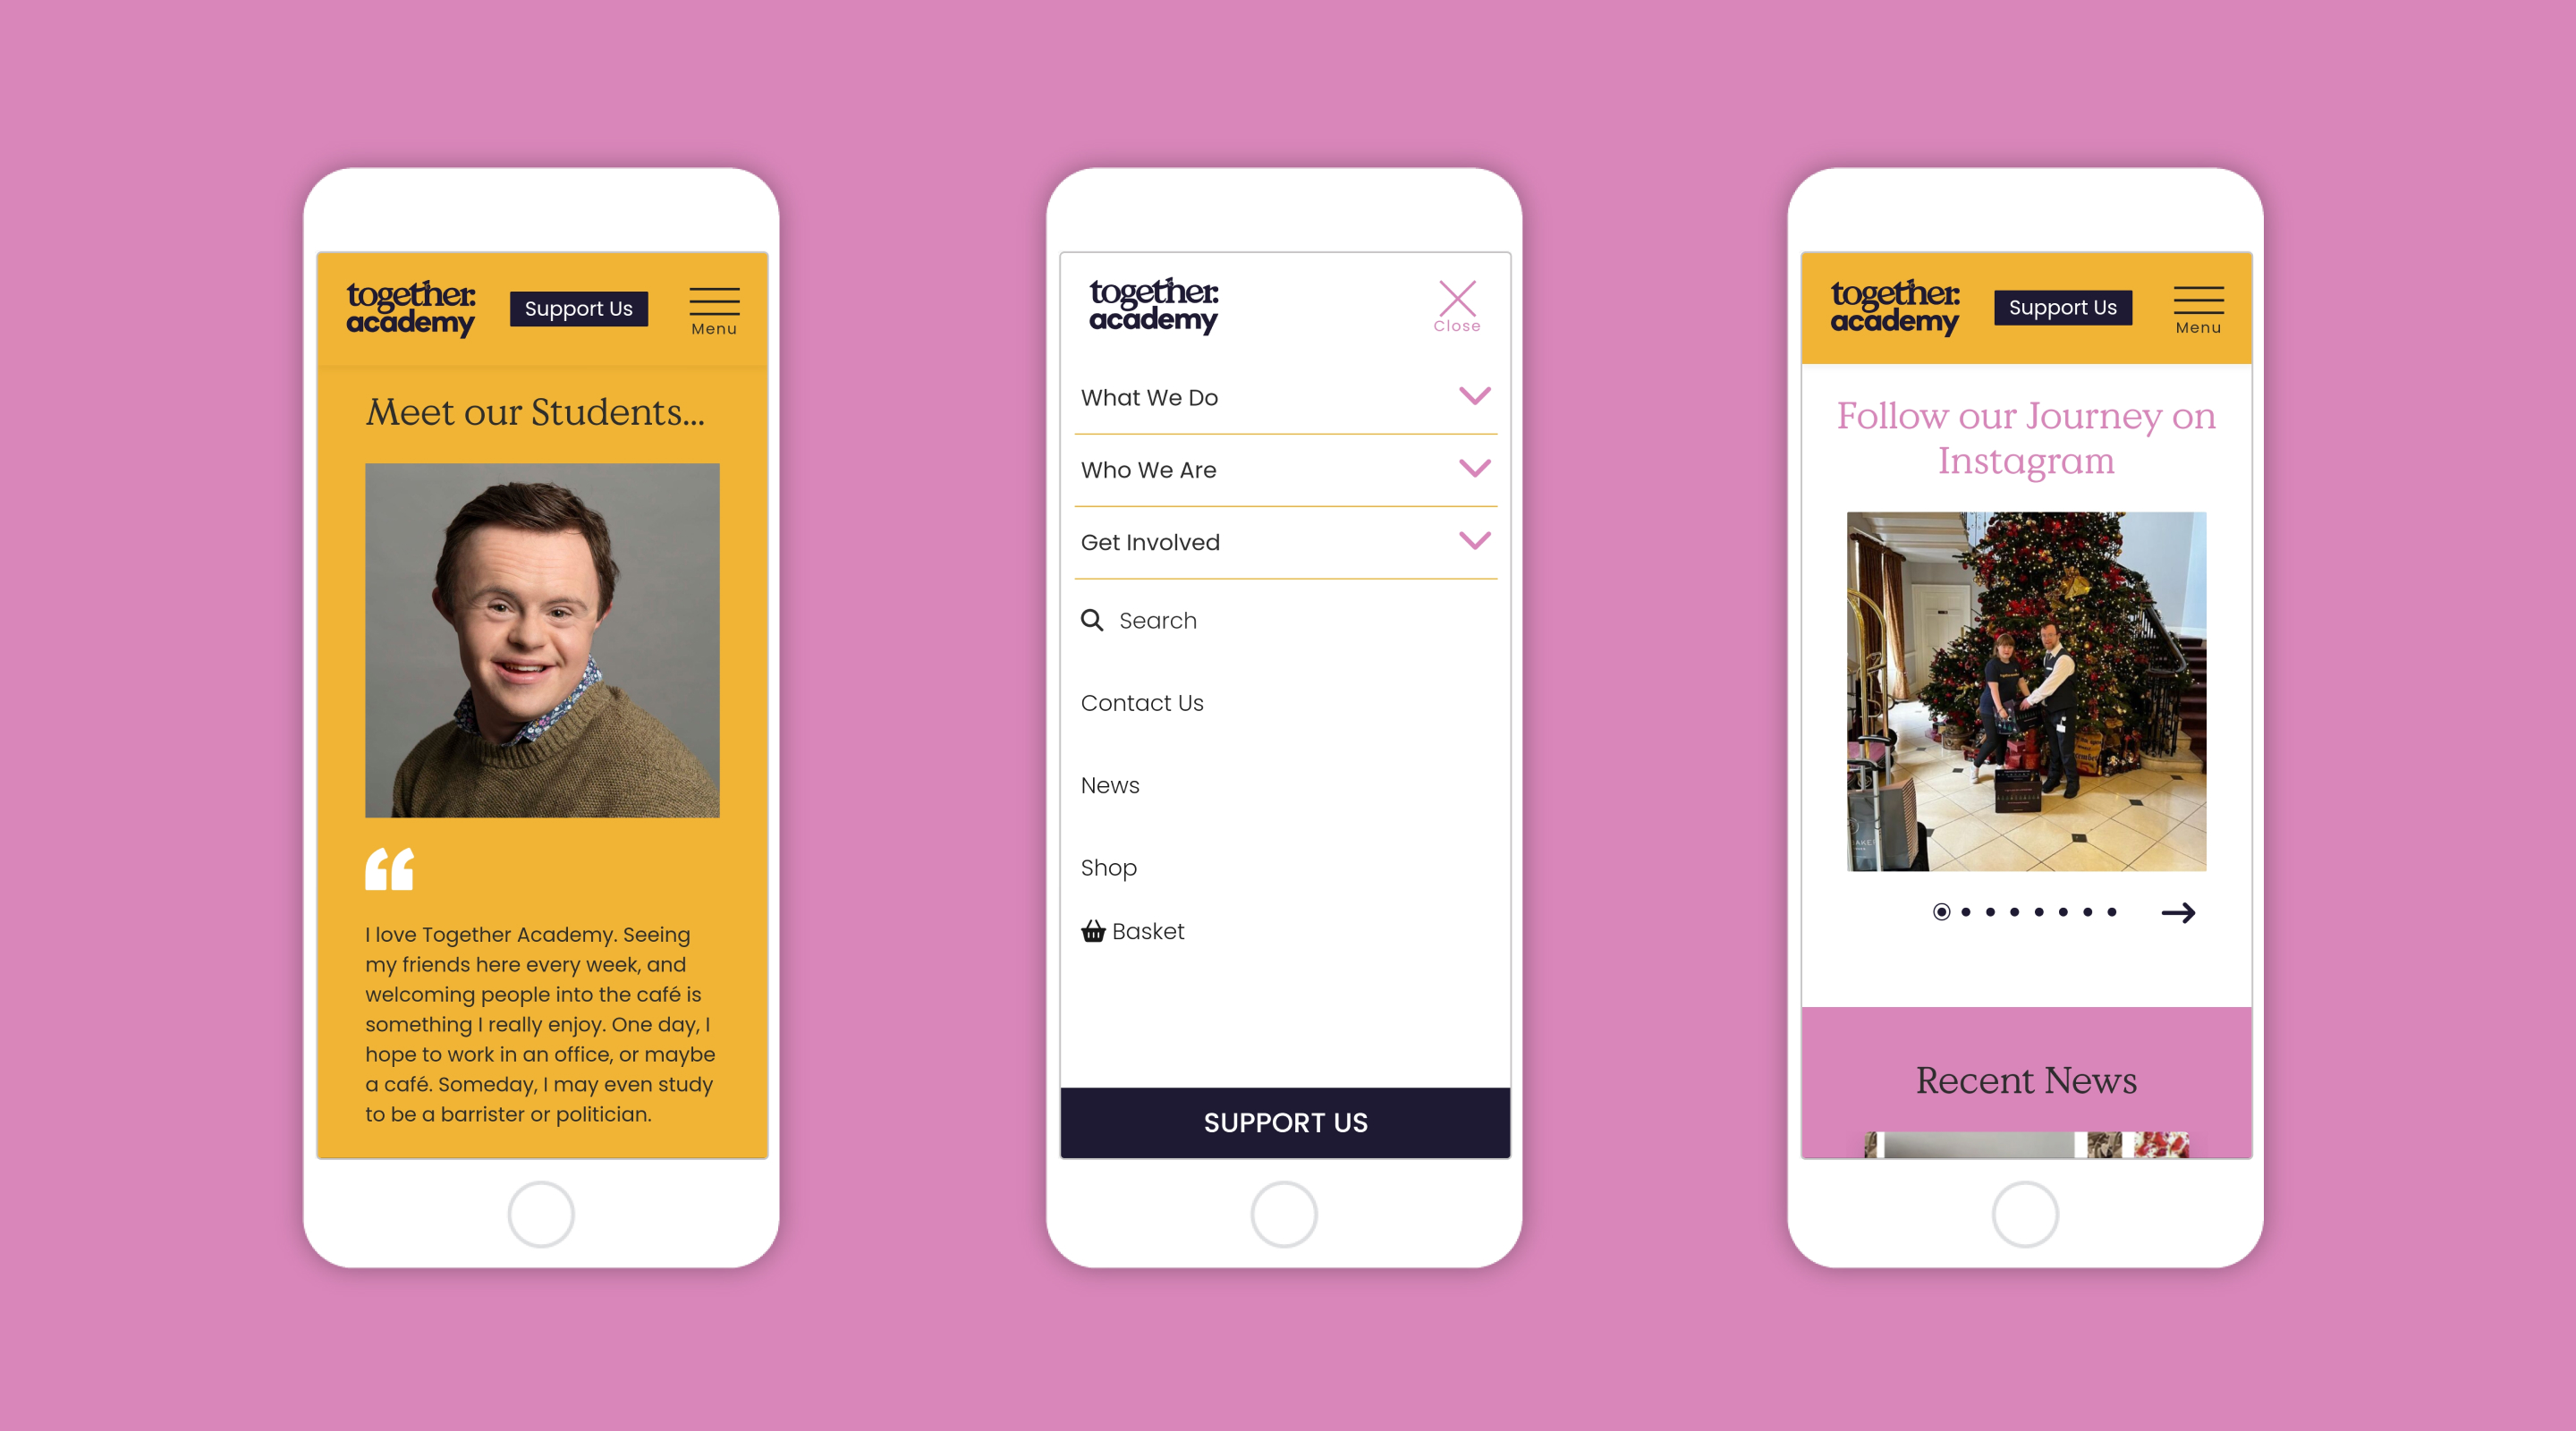 together:
academy
Support Us
Menu
Meet our Students...
“
I love Together Academy. Seeing
my friends here every week, and
welcoming people into the café is
something I really enjoy. One day, I
hope to work in an office, or maybe
a café. Someday, I may even study
to be a barrister or politician.
together:
academy
Close
What We Do
Who We Are
Get Involved
Search
Contact Us
News
Shop
Basket
SUPPORT US
together:
academy
Support Us
Menu
Follow our Journey on
Instagram
Recent News